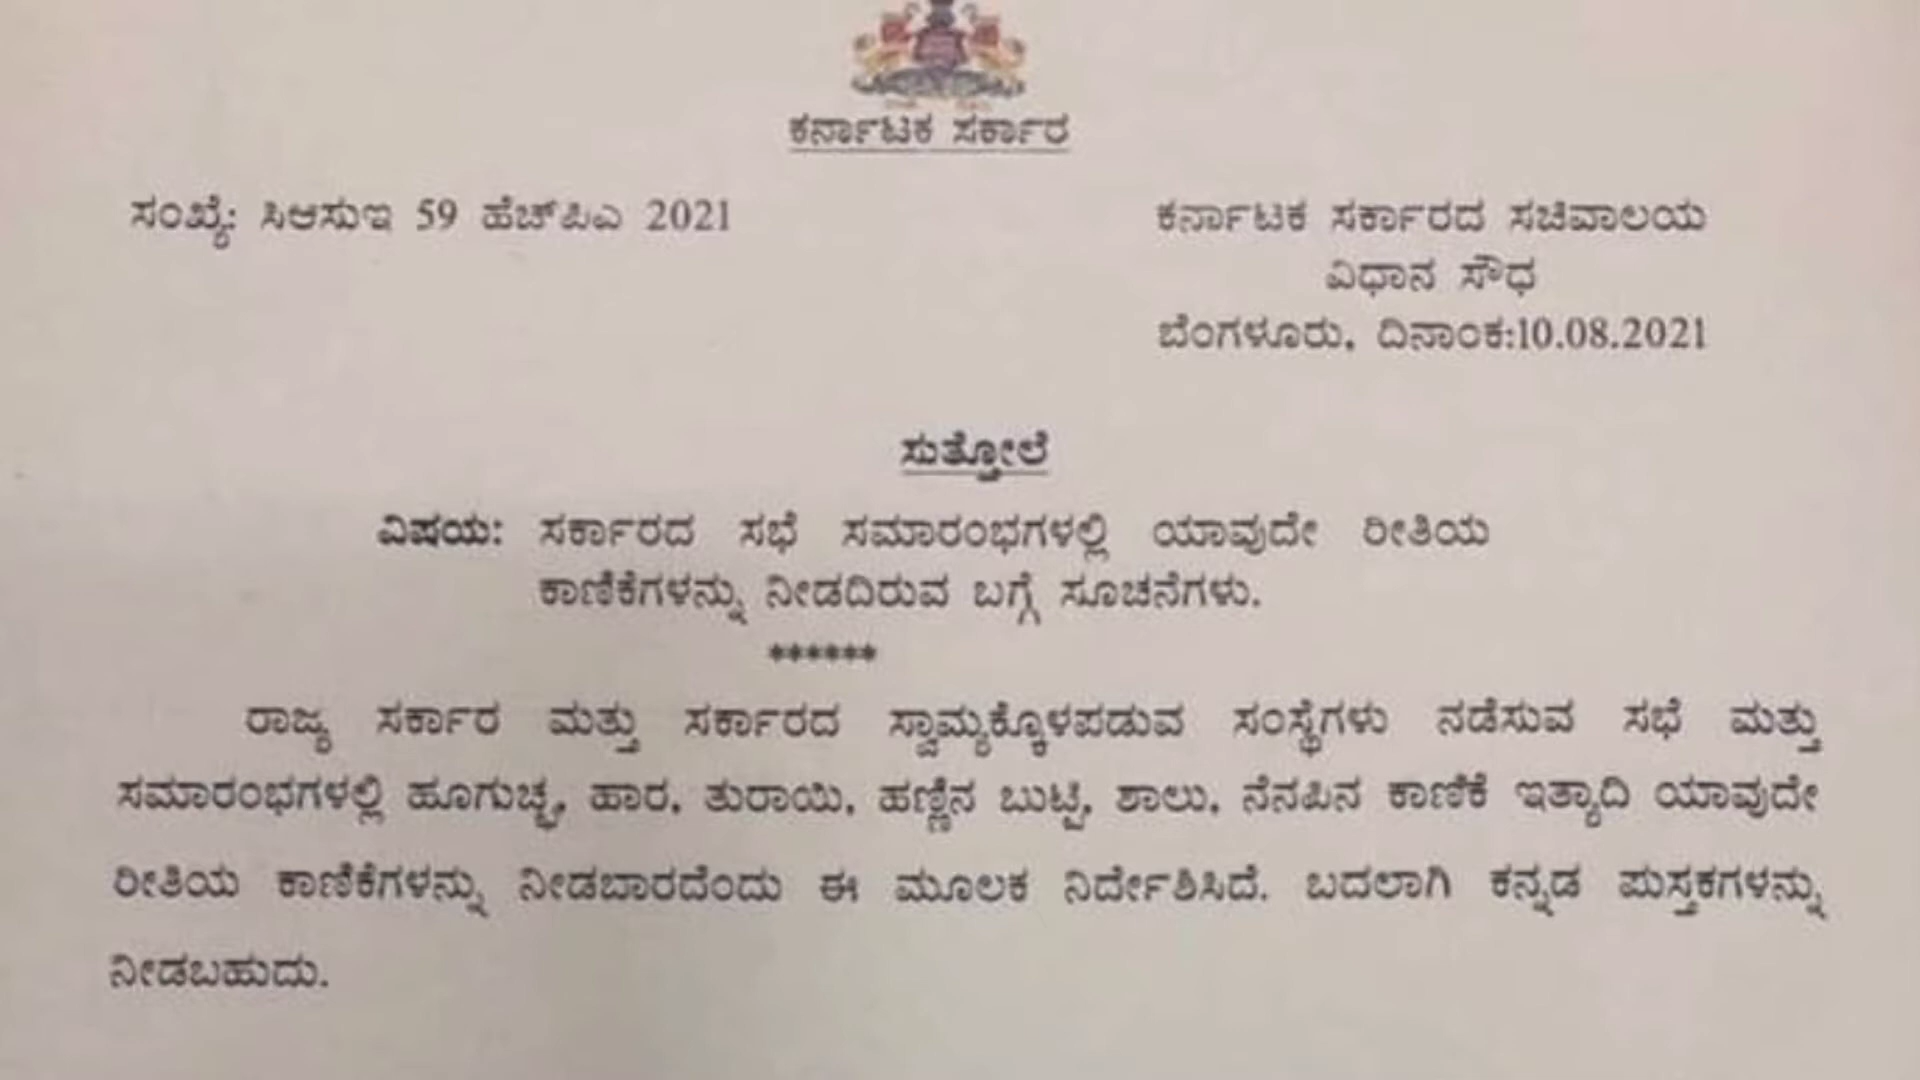 ಕರ್ನಾಟಕ ಸರ್ಕಾರ
ಸಂಖ್ಯೆ: ಸಿಆಸುಇ 59 ಹೆಚ್‌ಪಿಎ 2021
ಕರ್ನಾಟಕ ಸರ್ಕಾರದ ಸಚಿವಾಲಯ
ವಿಧಾನ ಸೌಧ
ಬೆಂಗಳೂರು, ದಿನಾಂಕ:10.08.2021
ಸುತ್ತೋಲೆ
ವಿಷಯ: ಸರ್ಕಾರದ ಸಭೆ ಸಮಾರಂಭಗಳಲ್ಲಿ ಯಾವುದೇ ರೀತಿಯ
ಕಾಣಿಕೆಗಳನ್ನು ನೀಡದಿರುವ ಬಗ್ಗೆ ಸೂಚನೆಗಳು.
******
ರಾಜ್ಯ ಸರ್ಕಾರ ಮತ್ತು ಸರ್ಕಾರದ ಸ್ವಾಮ್ಯಕ್ಕೊಳಪಡುವ ಸಂಸ್ಥೆಗಳು ನಡೆಸುವ ಸಭೆ ಮತ್ತು
ಸಮಾರಂಭಗಳಲ್ಲಿ ಹೂಗುಚ್ಛ, ಹಾರ, ತುರಾಯಿ, ಹಣ್ಣಿನ ಬುಟ್ಟಿ, ಶಾಲು, ನೆನಪಿನ ಕಾಣಿಕೆ ಇತ್ಯಾದಿ ಯಾವುದೇ
ರೀತಿಯ ಕಾಣಿಕೆಗಳನ್ನು ನೀಡಬಾರದೆಂದು ಈ ಮೂಲಕ ನಿರ್ದೇಶಿಸಿದೆ. ಬದಲಾಗಿ ಕನ್ನಡ ಪುಸ್ತಕಗಳನ್ನು
ನೀಡಬಹುದು.